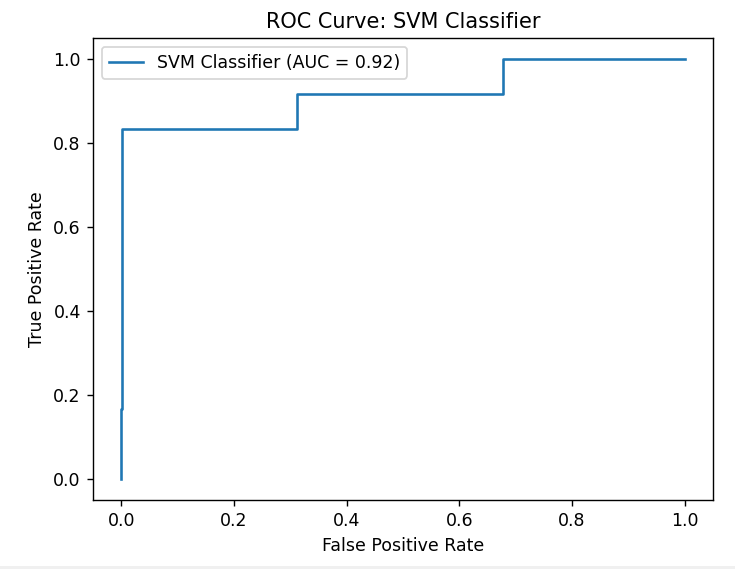 ROC Curve: SVM Classifier
SVM Classifier (AUC = 0.92)
1.0
0.8
0.6
0.4
0.2
0.0
True Positive Rate
0.0 0.2 0.4 0.6 0.8 1.0
False Positive Rate